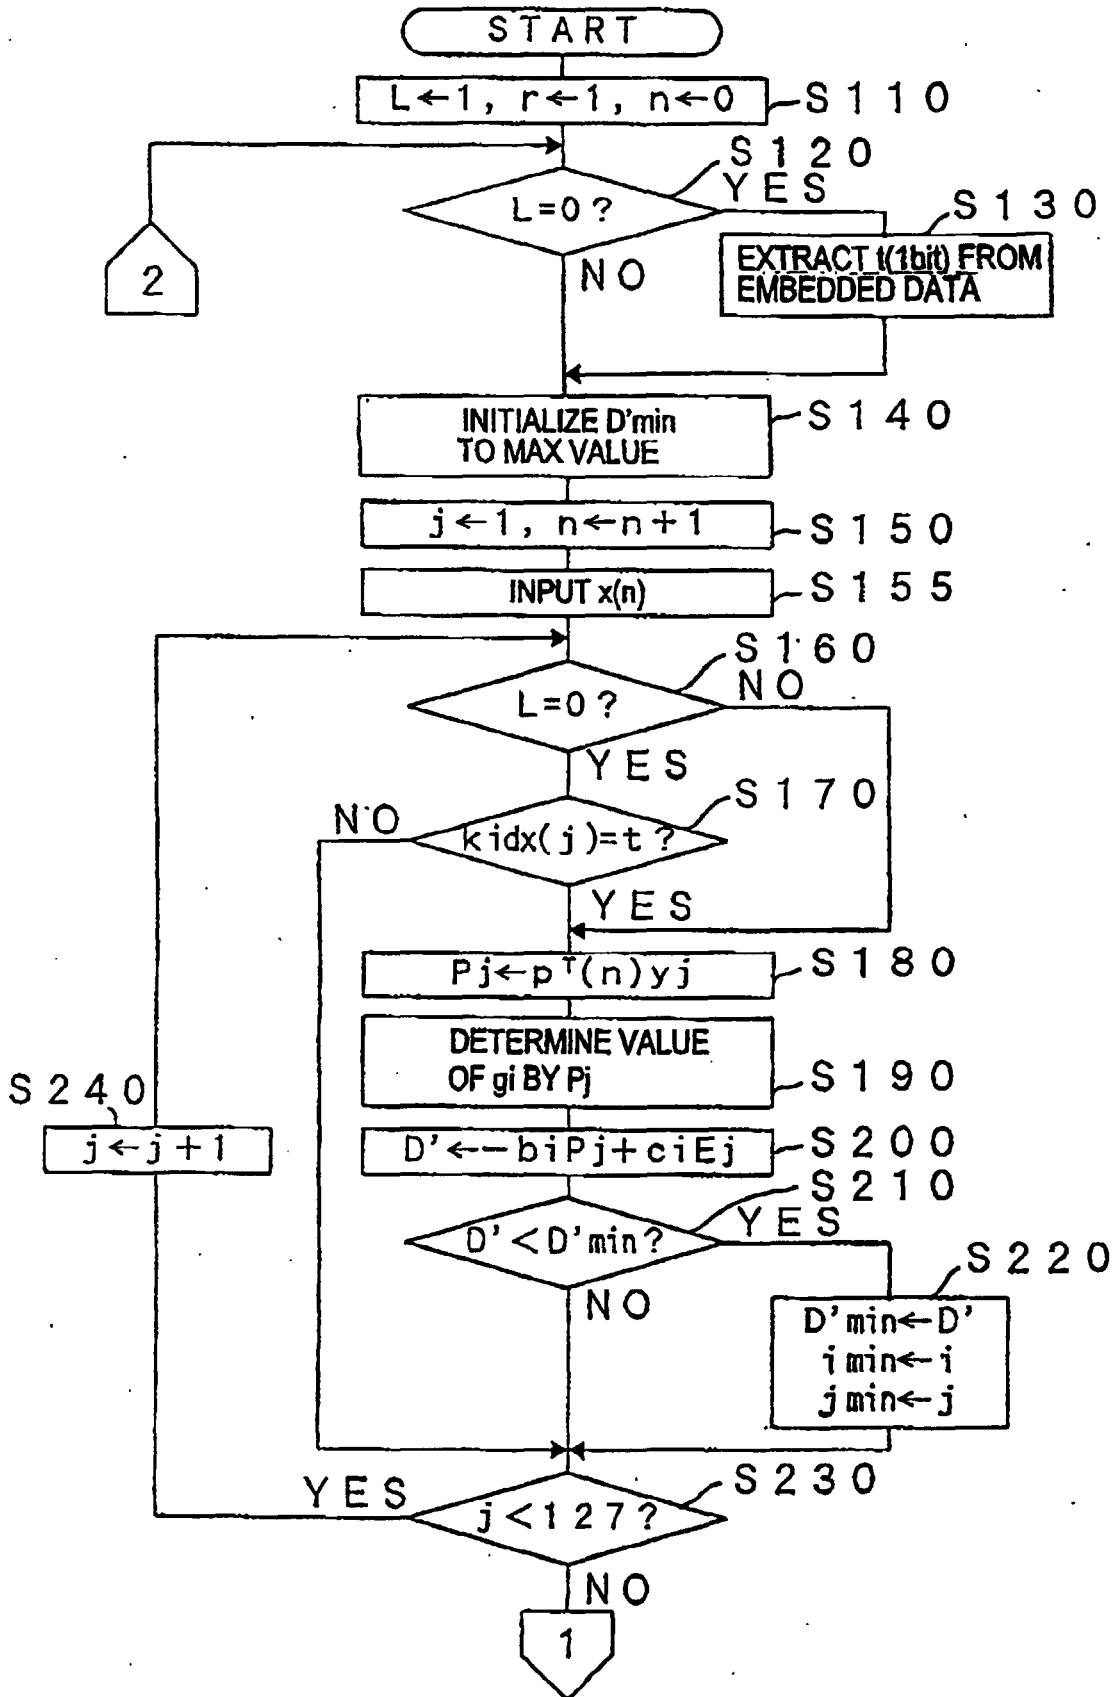 START
L←1, r←1, n←0
S110
S120
L=0?
YES
S130
EXTRACT t(1bit) FROM
EMBEDDED DATA
2
NO
INITIALIZE D'min
TO MAX VALUE
S140
j←1, n←n+1
S150
INPUT x(n)
S155
S160
L=0?
NO
YES
S170
NO
kidx(j)=t?
YES
Pj←p^T(n)yj
S180
DETERMINE VALUE
OF gi BY Pj
S190
S240
j←j+1
D'←-biPj+ciEj
S200
S210
D'<D'min?
YES
S220
NO
D'min←D'
imin←i
jmin←j
S230
YES
j<127?
NO
1